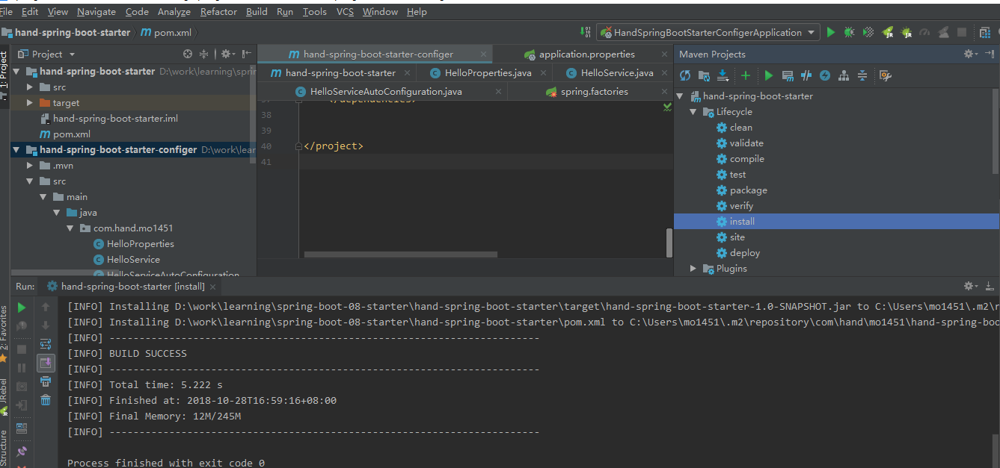 File Edit View Navigate Code Analyze Refactor Build Run Tools VCS Window Help
hand-spring-boot-starter pom.xml
HandSpringBootStarterConfigerApplication
1: Project
Project
hand-spring-boot-starter D:\work\learning\sprin
src
target
hand-spring-boot-starter.iml
pom.xml
hand-spring-boot-starter-configer D:\work\lear
.mvn
src
main
java
com.hand.mo1451
HelloProperties
HelloService
HelloServiceAutoConfiguration
hand-spring-boot-starter-configer
application.properties
hand-spring-boot-starter
HelloProperties.java
HelloService.java
HelloServiceAutoConfiguration.java
spring.factories
37 </dependencies>
38
39
40 </project>
41
Maven Projects
hand-spring-boot-starter
Lifecycle
clean
validate
compile
test
package
verify
install
site
deploy
Plugins
Run: hand-spring-boot-starter [install]
2: Favorites
JRebel
Structure
[INFO] Installing D:\work\learning\spring-boot-08-starter\hand-spring-boot-starter\target\hand-spring-boot-starter-1.0-SNAPSHOT.jar to C:\Users\mo1451\.m2\r
[INFO] Installing D:\work\learning\spring-boot-08-starter\hand-spring-boot-starter\pom.xml to C:\Users\mo1451\.m2\repository\com\hand\mo1451\hand-spring-boo
[INFO] ------------------------------------------------------------------------
[INFO] BUILD SUCCESS
[INFO] ------------------------------------------------------------------------
[INFO] Total time: 5.222 s
[INFO] Finished at: 2018-10-28T16:59:16+08:00
[INFO] Final Memory: 12M/245M
[INFO] ------------------------------------------------------------------------
Process finished with exit code 0